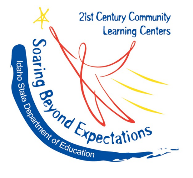 21st Century Community
Learning Centers
Soaring Beyond Expectations
Idaho State Department of Education